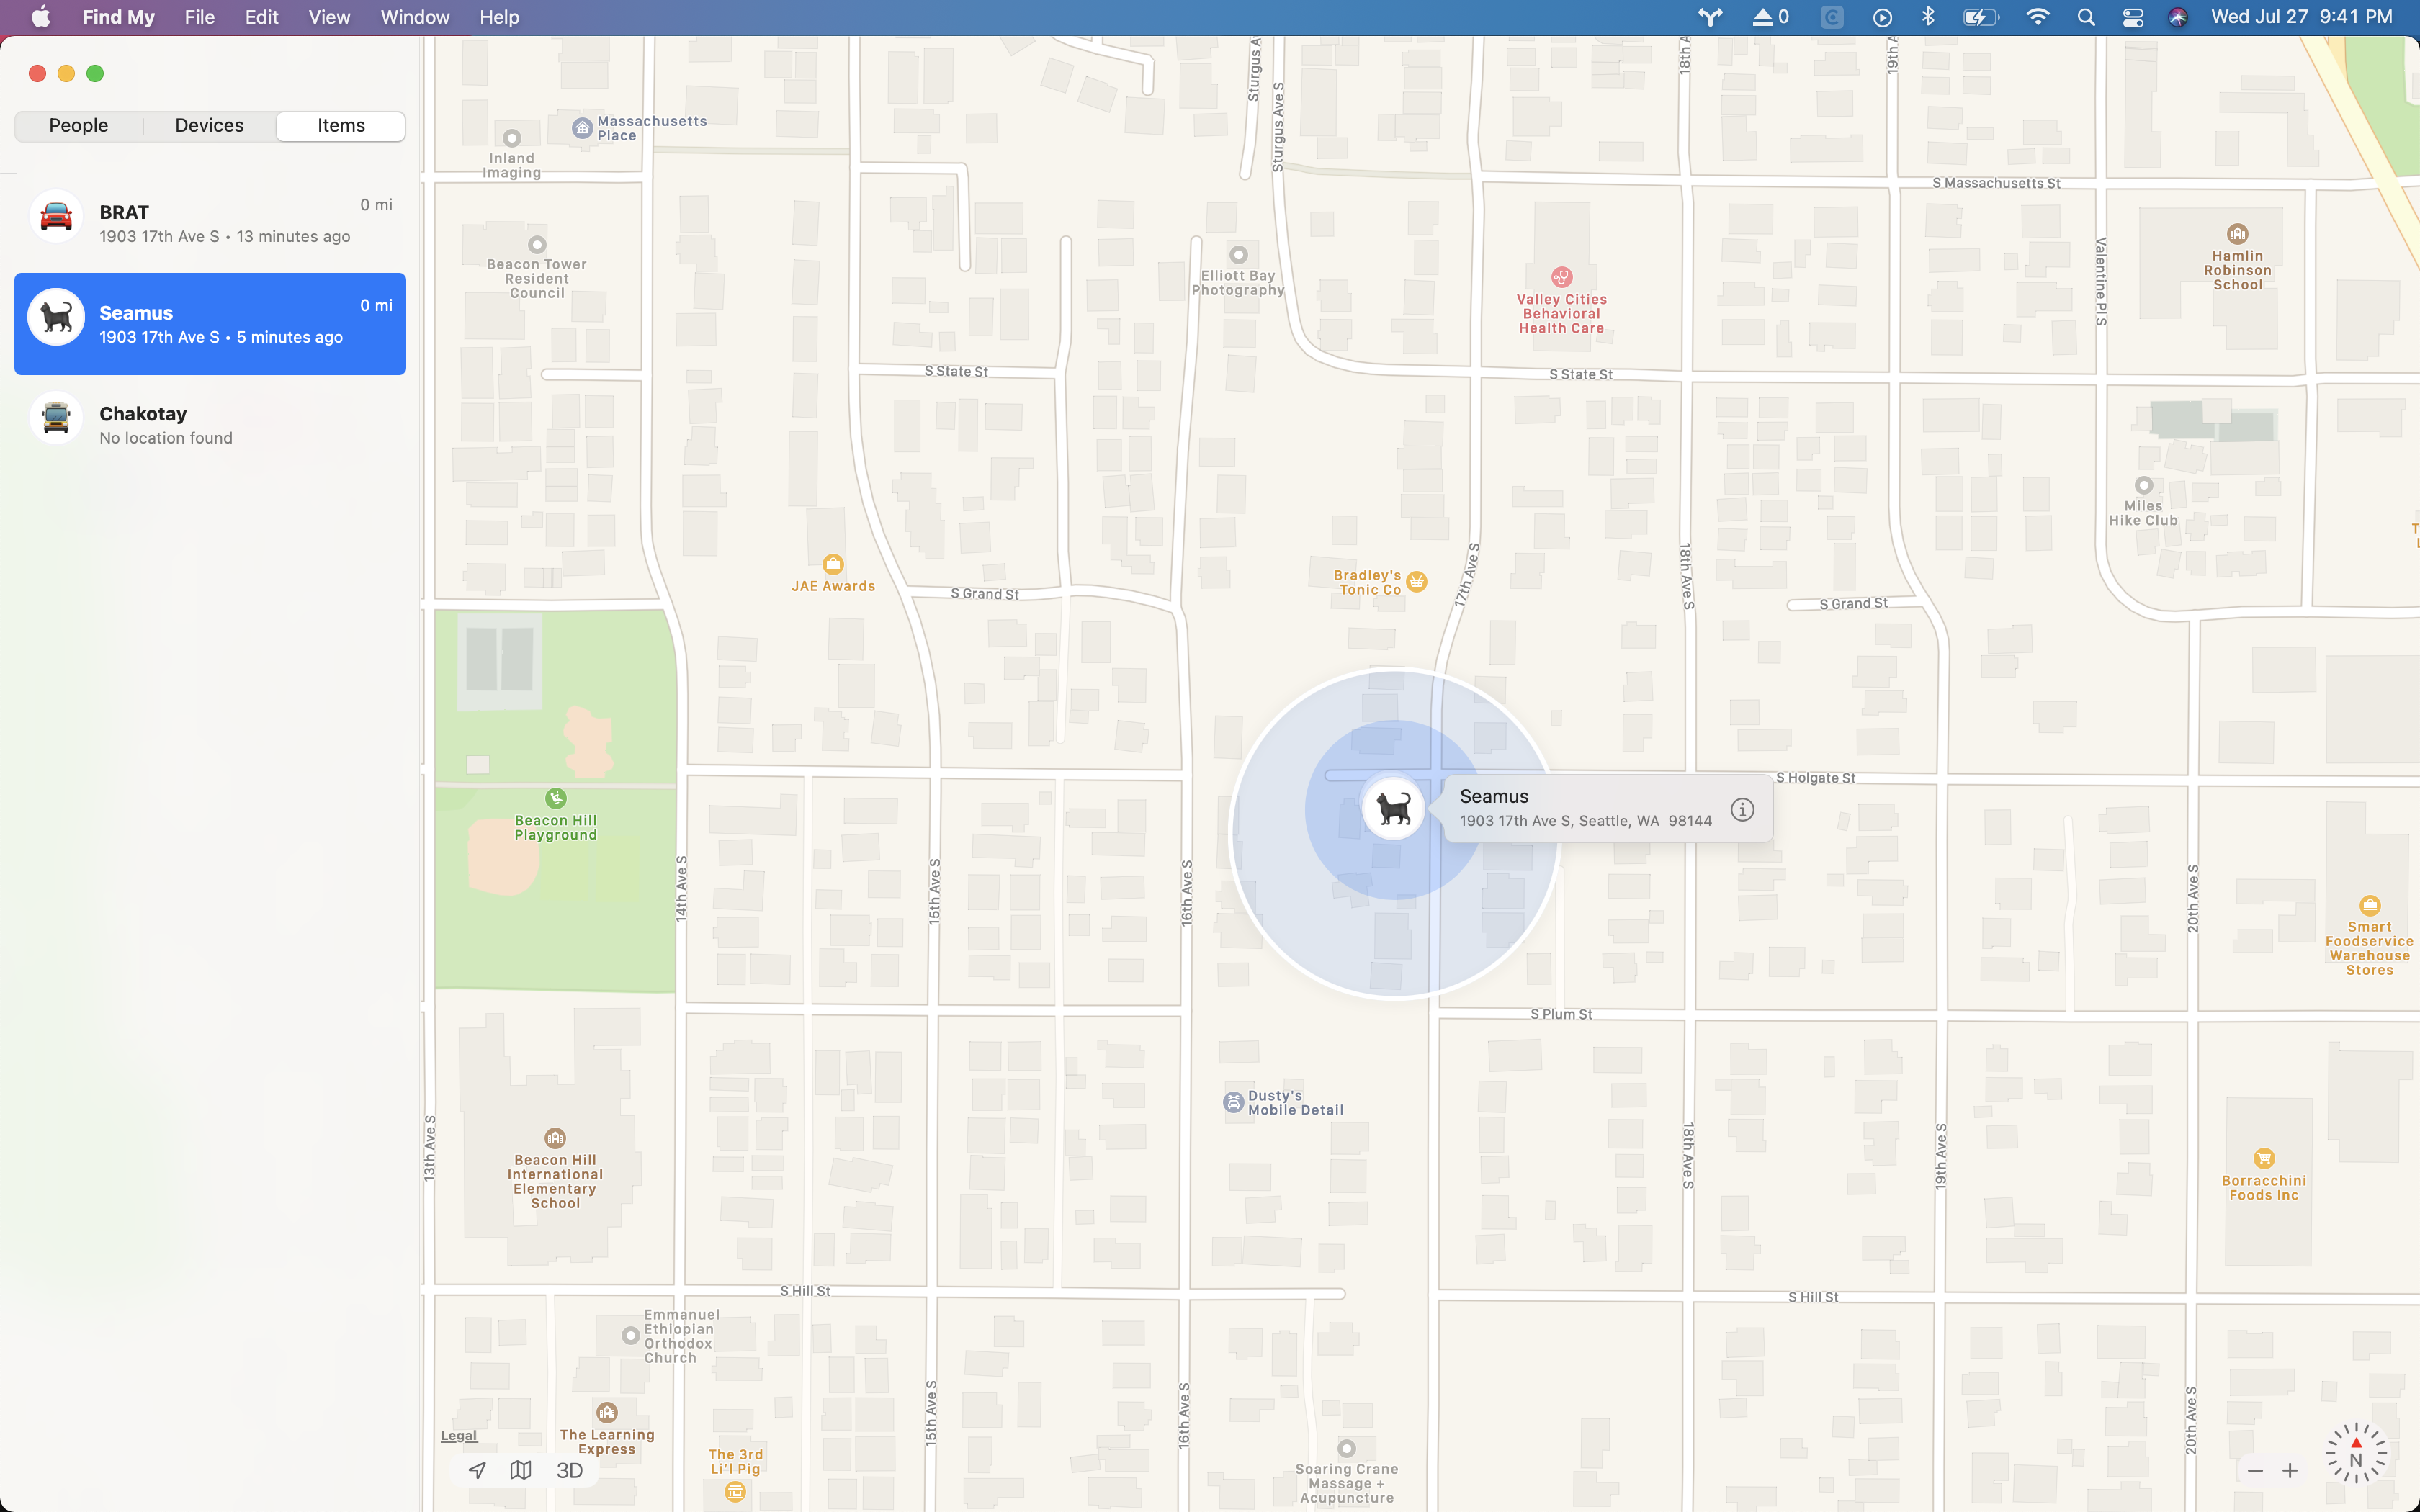 Find My File Edit View Window Help
0 Wed Jul 27 9:41 PM
People Devices Items
BRAT
0 mi
1903 17th Ave S • 13 minutes ago
Seamus
0 mi
1903 17th Ave S • 5 minutes ago
Chakotay
No location found
Massachusetts
Place
Inland
Imaging
Sturgus Ave S
18th A
19th A
S Massachusetts St
Beacon Tower
Resident
Council
Elliott Bay
Photography
Valley Cities
Behavioral
Health Care
Valentine Pl S
Hamlin
Robinson
School
S State St
S State St
Miles
Hike Club
JAE Awards
S Grand St
Bradley's
Tonic Co
17th Ave S
18th Ave S
S Grand St
Beacon Hill
Playground
Seamus
1903 17th Ave S, Seattle, WA 98144
S Holgate St
14th Ave S
15th Ave S
16th Ave S
20th Ave S
Smart
Foodservice
Warehouse
Stores
S Plum St
Dusty's
Mobile Detail
13th Ave S
Beacon Hill
International
Elementary
School
18th Ave S
19th Ave S
Borracchini
Foods Inc
S Hill St
S Hill St
Emmanuel
Ethiopian
Orthodox
Church
15th Ave S
16th Ave S
20th Ave S
Legal
The Learning
Express
The 3rd
Li'l Pig
Soaring Crane
Massage +
Acupuncture
3D
N